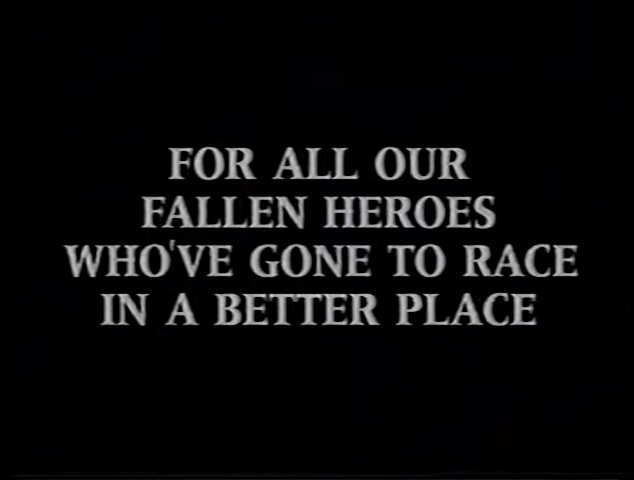 FOR ALL OUR
FALLEN HEROES
WHO'VE GONE TO RACE
IN A BETTER PLACE